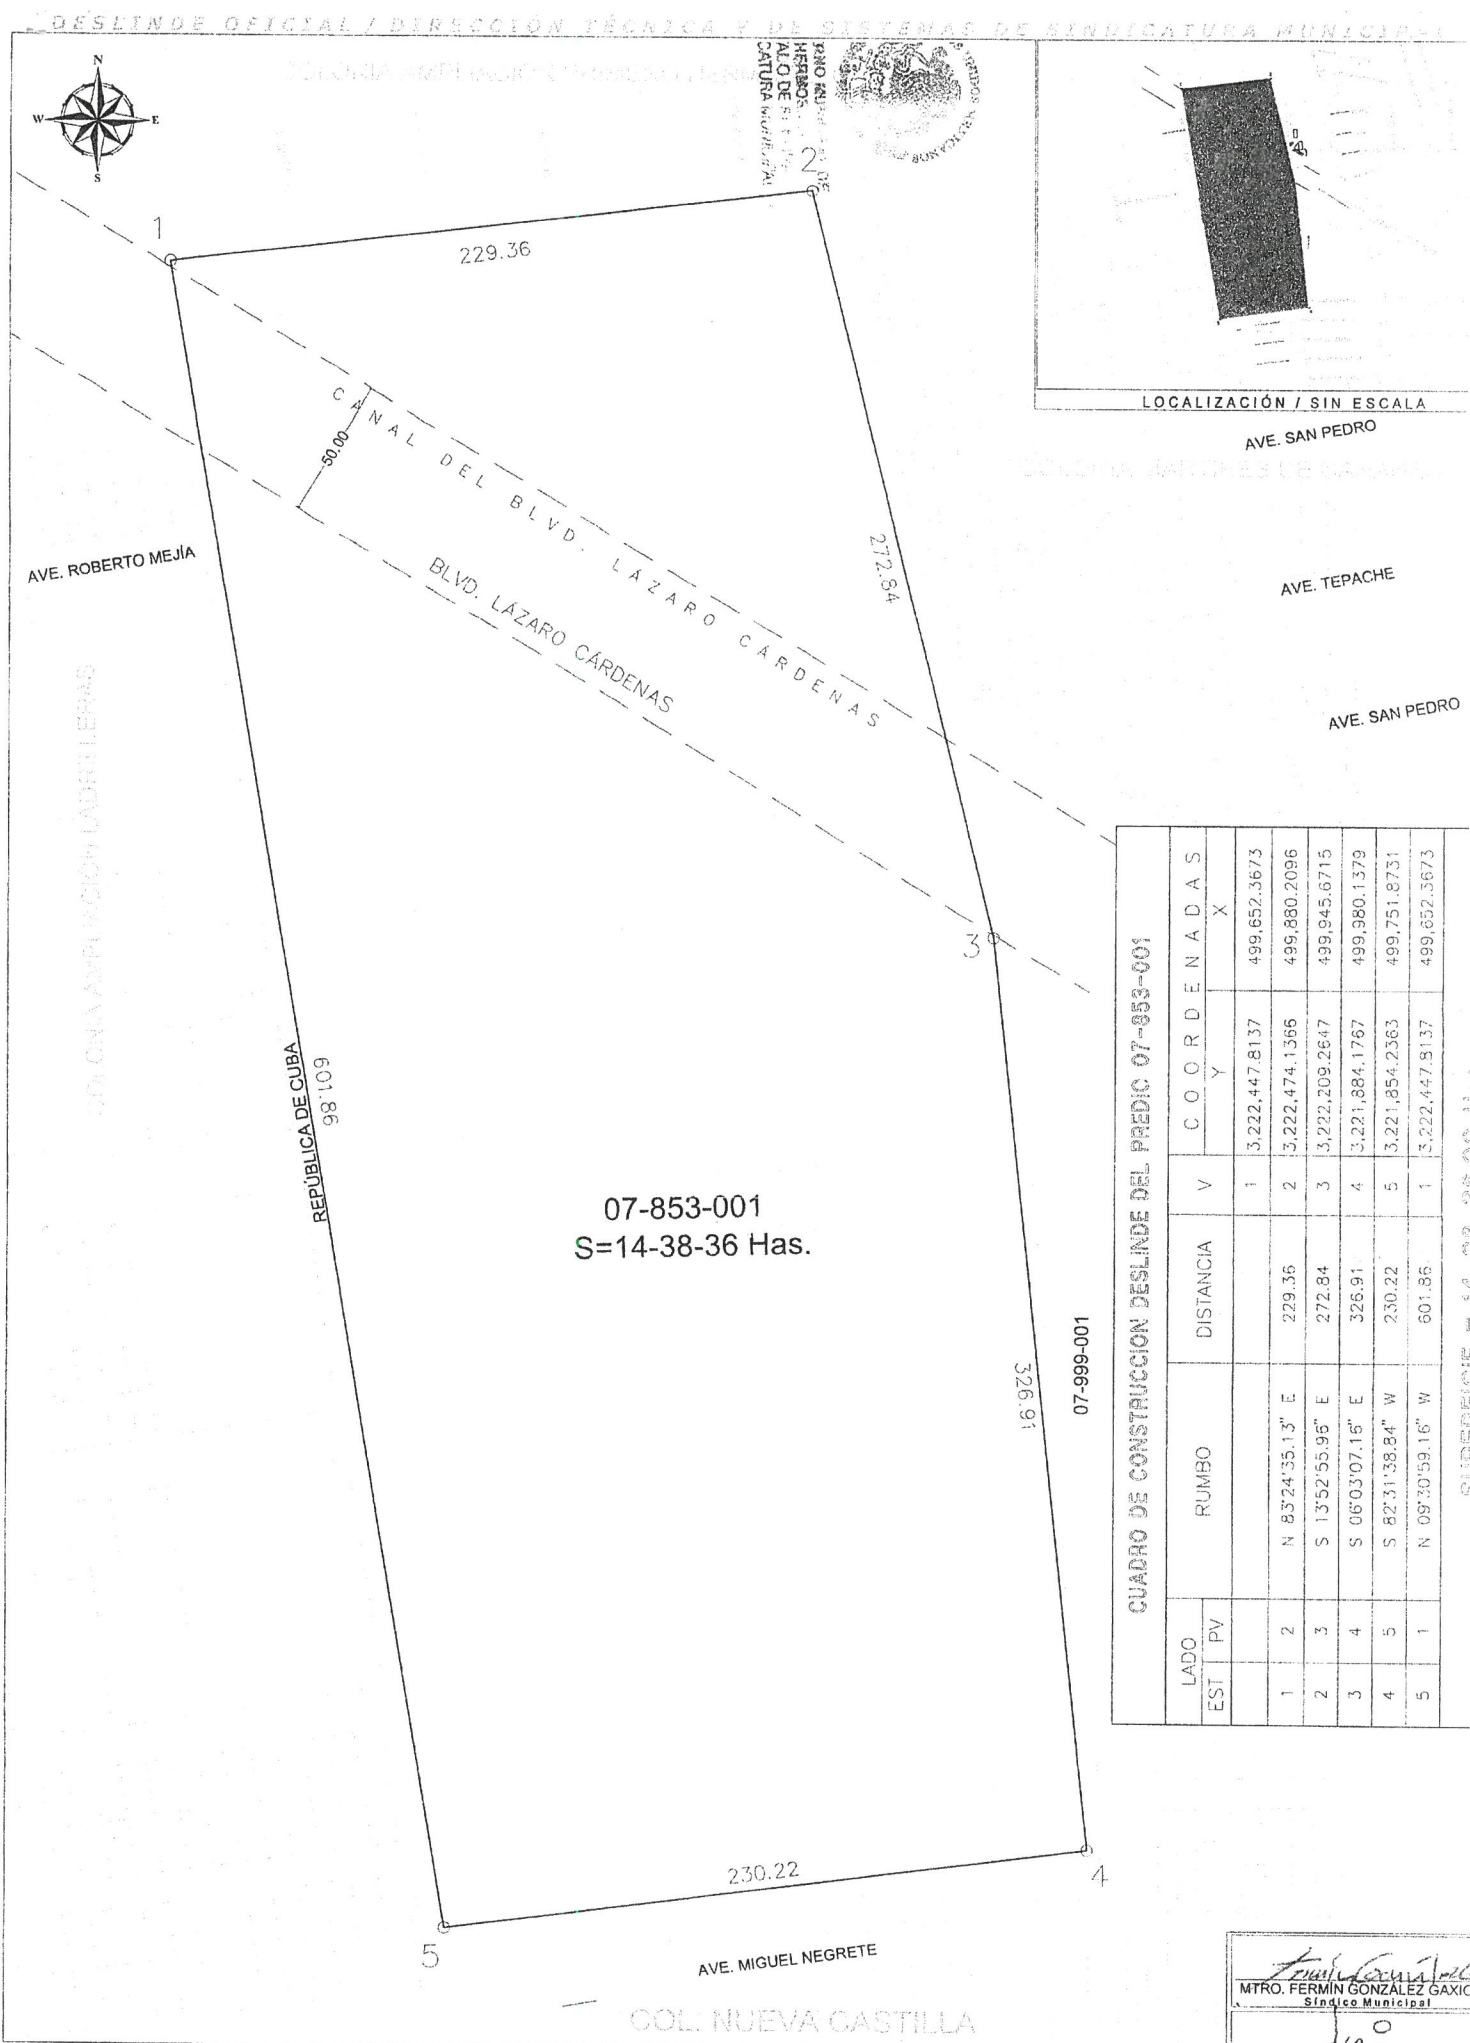 DESLINDE OFICIAL / DIRECCIÓN TÉCNICA Y DE SISTEMAS DE SINDICATURA MUNICIPAL
N
W
E
S
1
2
229.36
LOCALIZACIÓN / SIN ESCALA
AVE. SAN PEDRO
CANAL DEL BLVD. LÁZARO CÁRDENAS
50.00
BLVD. LÁZARO CÁRDENAS
272.84
AVE. ROBERTO MEJÍA
AVE. TEPACHE
AVE. SAN PEDRO
3
REPÚBLICA DE CUBA
601.86
07-853-001
S=14-38-36 Has.
326.91
07-999-001
CUADRO DE CONSTRUCCION DESLINDE DEL PREDIO 07-853-001
LADO RUMBO DISTANCIA V COORDENADAS
EST PV Y X
1 3,222,447.8137 499,652.3673
1 2 N 83°24'35.13" E 229.36 2 3,222,474.1366 499,880.2096
2 3 S 13°52'55.96" E 272.84 3 3,222,209.2647 499,945.6715
3 4 S 06°03'07.16" E 326.91 4 3,221,884.1767 499,980.1379
4 5 S 82°31'38.84" W 230.22 5 3,221,854.2363 499,751.8731
5 1 N 09°30'59.16" W 601.86 1 3,222,447.8137 499,652.3673
230.22
4
5
AVE. MIGUEL NEGRETE
COL. NUEVA CASTILLA
MTRO. FERMÍN GONZÁLEZ GAXIO
Síndico Municipal